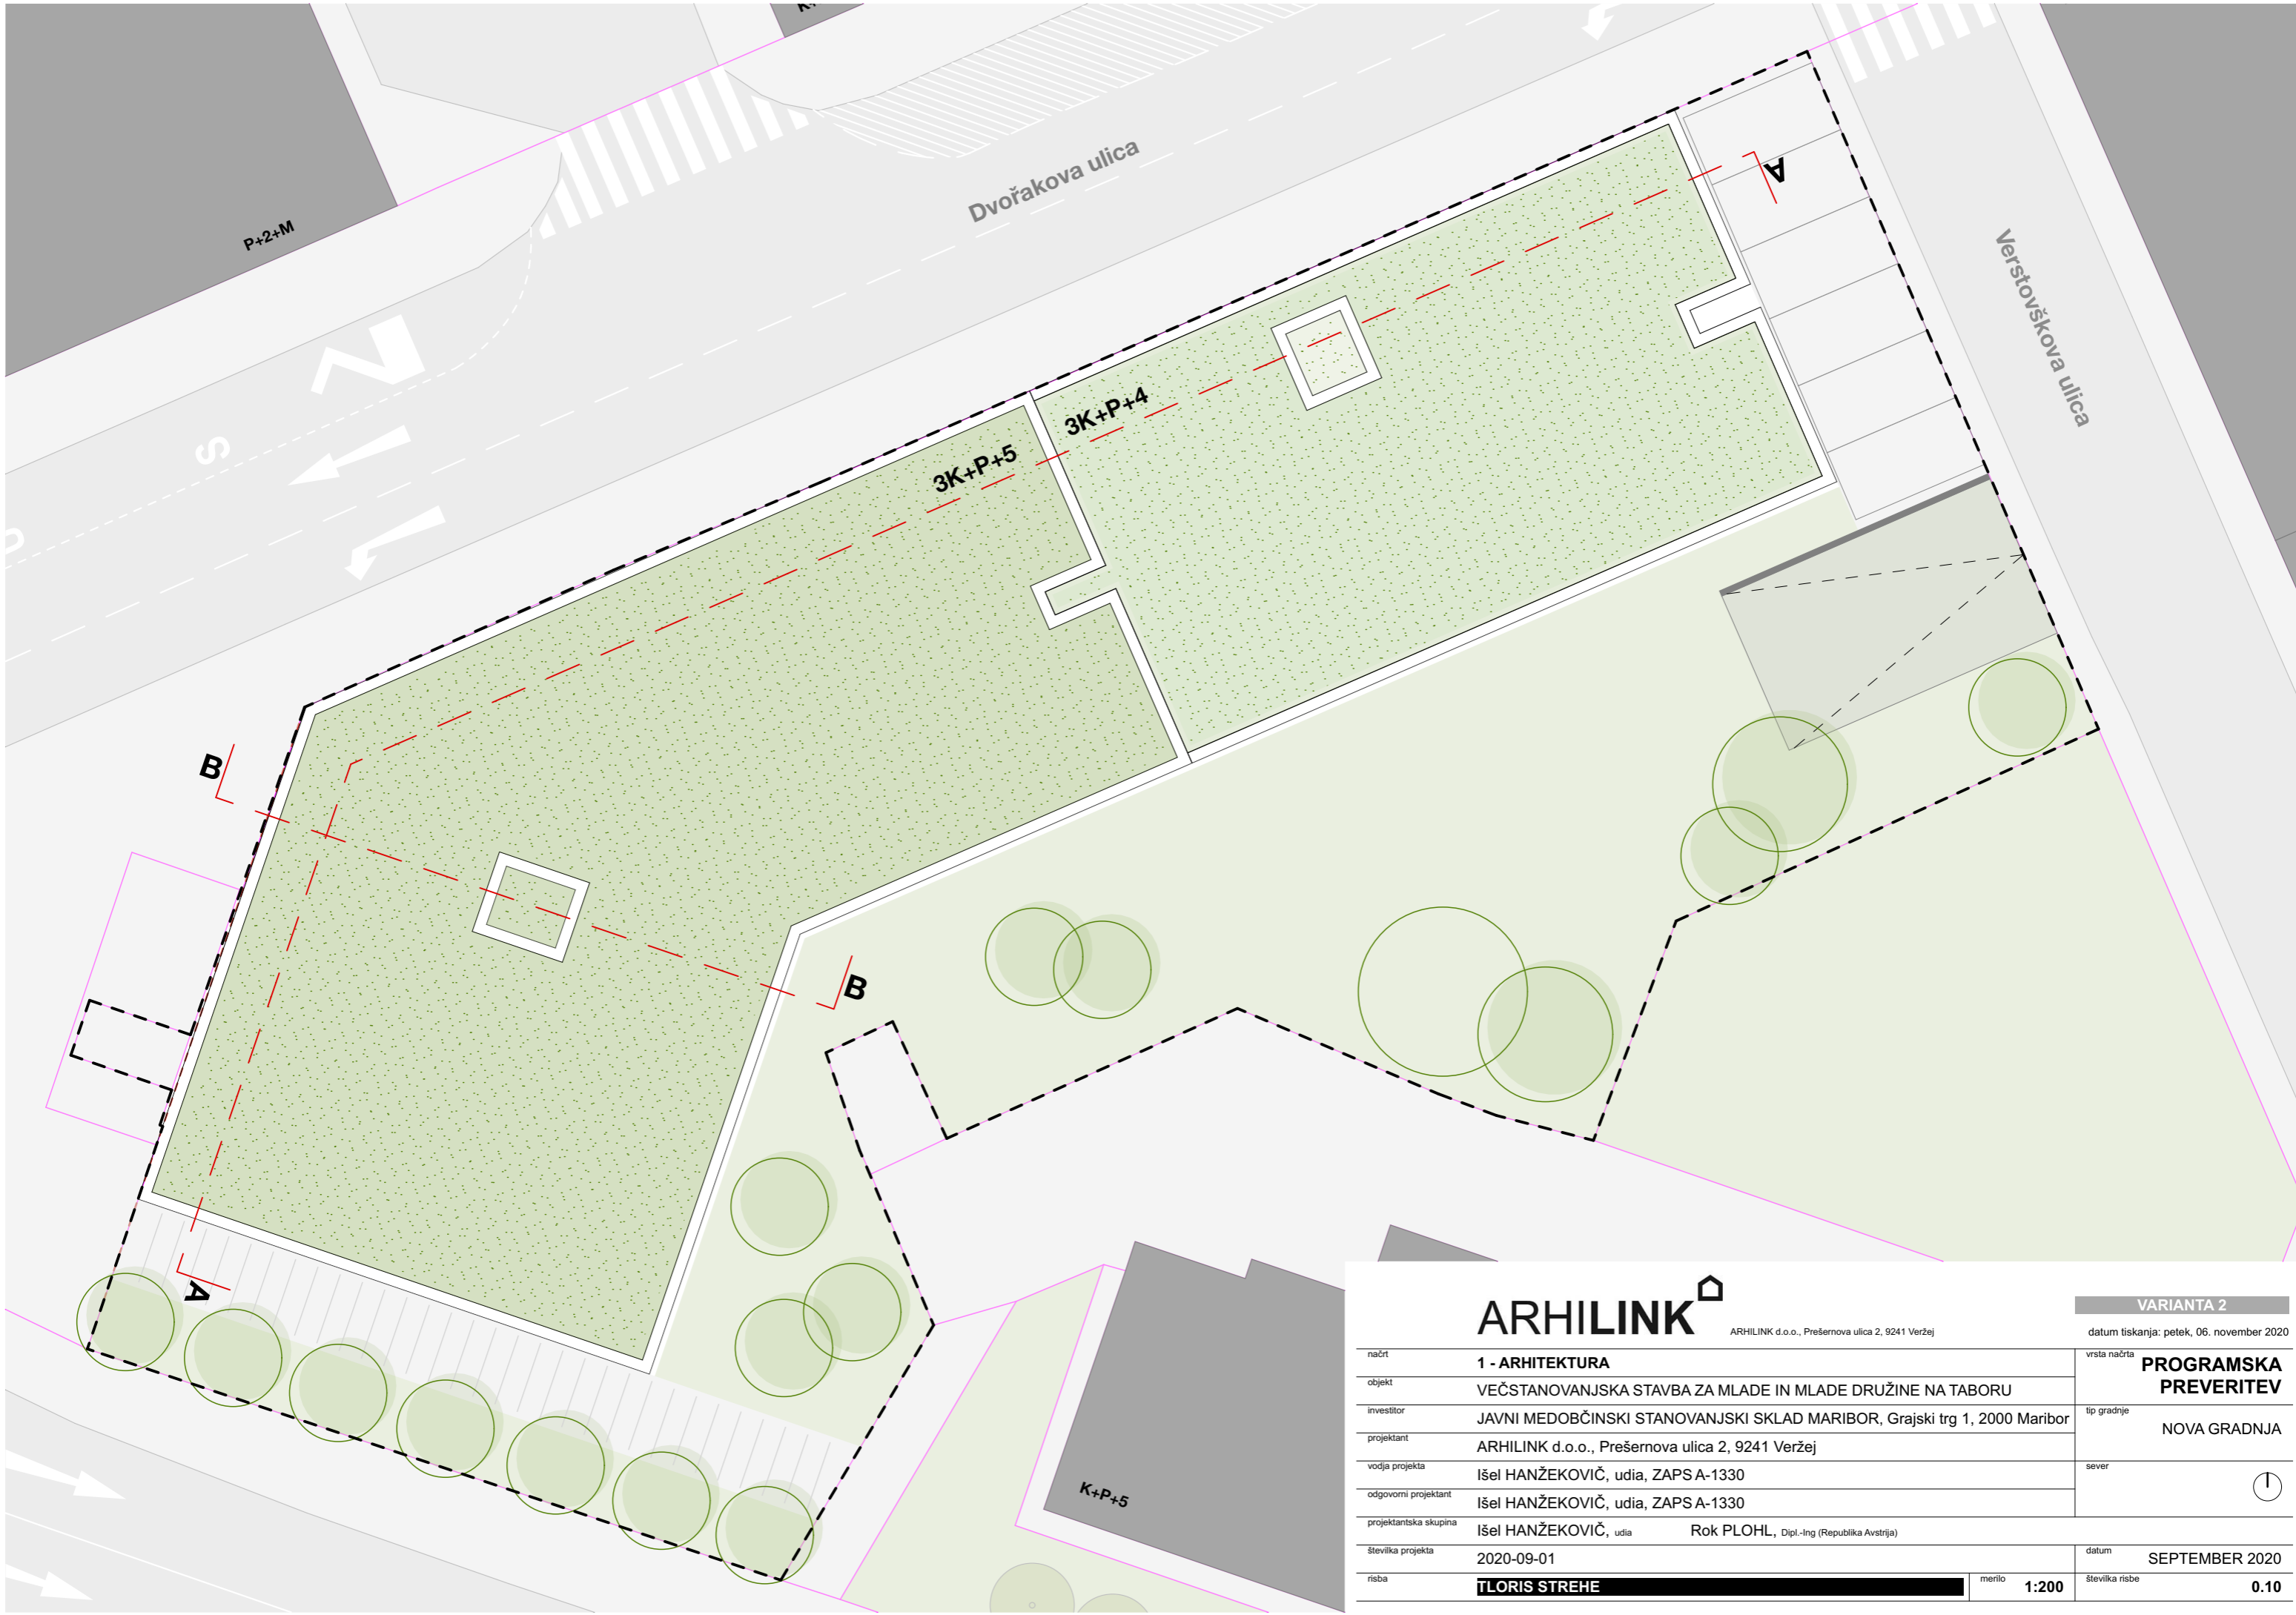 K+
P+2+M
Dvořakova ulica
Verstovškova ulica
A
3K+P+4
3K+P+5
S
B
B
A
K+P+5
ARHILINK
ARHILINK d.o.o., Prešernova ulica 2, 9241 Veržej
VARIANTA 2
datum tiskanja: petek, 06. november 2020
načrt
1 - ARHITEKTURA
vrsta načrta
PROGRAMSKA
PREVERITEV
objekt
VEČSTANOVANJSKA STAVBA ZA MLADE IN MLADE DRUŽINE NA TABORU
investitor
JAVNI MEDOBČINSKI STANOVANJSKI SKLAD MARIBOR, Grajski trg 1, 2000 Maribor
tip gradnje
NOVA GRADNJA
projektant
ARHILINK d.o.o., Prešernova ulica 2, 9241 Veržej
vodja projekta
Išel HANŽEKOVIČ, udia, ZAPS A-1330
sever
odgovorni projektant
Išel HANŽEKOVIČ, udia, ZAPS A-1330
projektantska skupina
Išel HANŽEKOVIČ, udia Rok PLOHL, Dipl.-Ing (Republika Avstrija)
številka projekta
2020-09-01
datum
SEPTEMBER 2020
risba
TLORIS STREHE
merilo
1:200
številka risbe
0.10